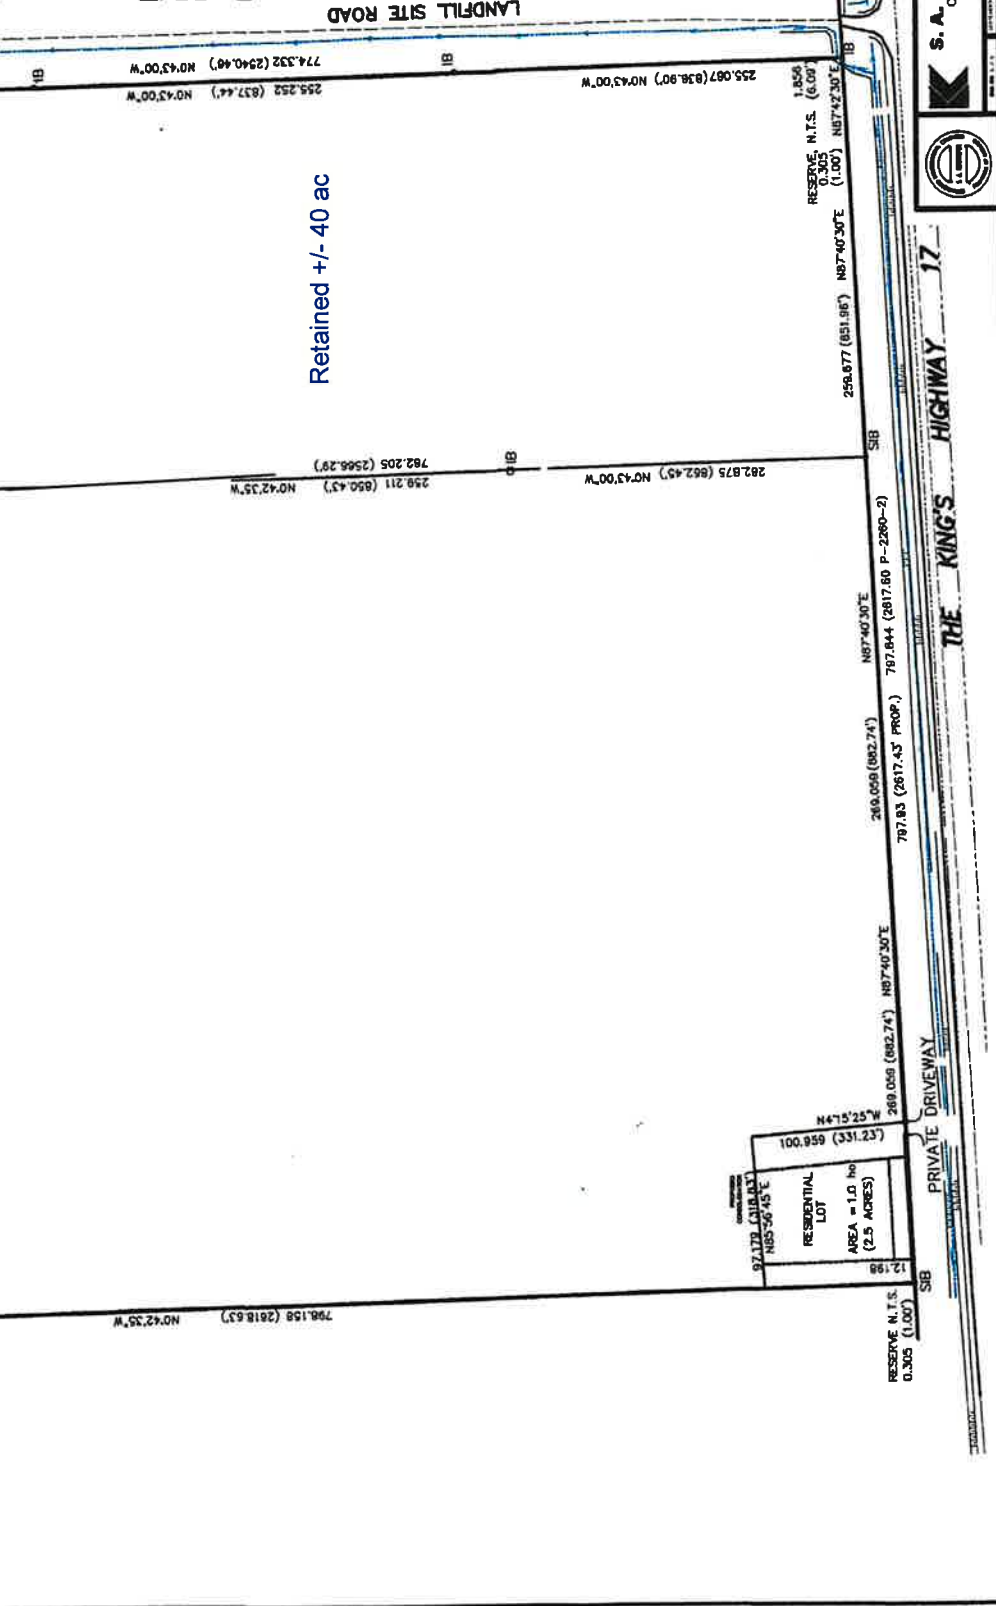 LANDFILL SITE ROAD
774.332 (2540.46') N0°43'00"W
255.252 (837.44') N0°43'00"W
255.087 (836.90') N0°43'00"W
IB
IB
IB
1.856
(6.09')
N87°42'30"E
RESERVE, N.T.S.
0.305
(1.00')
Retained +/- 40 ac
259.677 (851.96') N87°40'30"E
SIB
782.205 (2566.29')
259.211 (850.43') N0°42'35"W
IB
282.875 (862.45') N0°43'00"W
THE KING'S HIGHWAY 17
N87°40'30"E
797.844 (2617.60 P-2260-2)
269.059 (882.74')
797.93 (2617.43' PROP.)
269.059 (882.74') N87°40'30"E
PRIVATE DRIVEWAY
N4°15'25"W
100.959 (331.23')
97.179 (318.83')
N85°56'45"E
RESIDENTIAL
LOT
AREA = 1.0 ha
(2.5 ACRES)
12.198
SIB
798.158 (2618.63') N0°42'35"W
RESERVE N.T.S.
0.305 (1.00')
S. A.